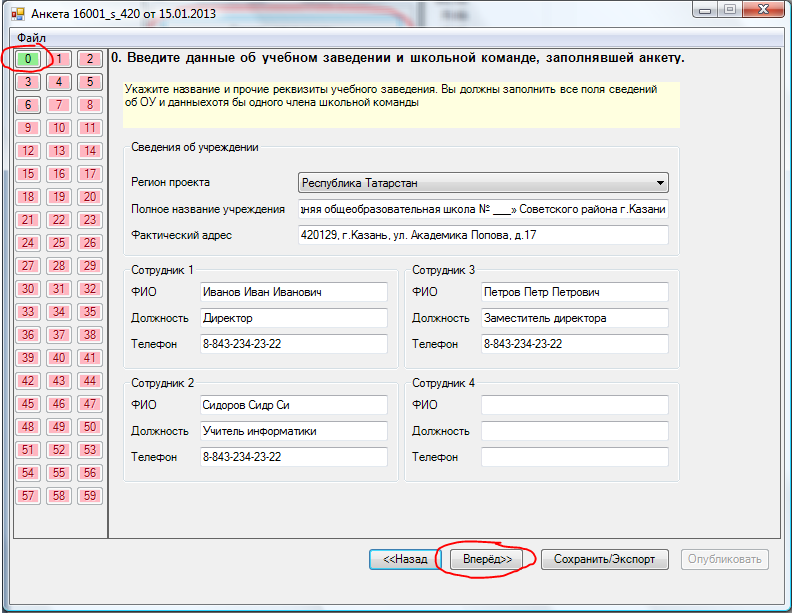 Анкета 16001_s_420 от 15.01.2013
Файл
0 1 2
3 4 5
6 7 8
9 10 11
12 13 14
15 16 17
18 19 20
21 22 23
24 25 26
27 28 29
30 31 32
33 34 35
36 37 38
39 40 41
42 43 44
45 46 47
48 49 50
51 52 53
54 55 56
57 58 59
0. Введите данные об учебном заведении и школьной команде, заполнявшей анкету.
Укажите название и прочие реквизиты учебного заведения. Вы должны заполнить все поля сведений
об ОУ и данныехотя бы одного члена школьной команды
Сведения об учреждении
Регион проекта Республика Татарстан
Полное название учреждения дняя общеобразовательная школа № ___» Советского района г.Казани
Фактический адрес 420129, г.Казань, ул. Академика Попова, д.17
Сотрудник 1
ФИО Иванов Иван Иванович
Должность Директор
Телефон 8-843-234-23-22
Сотрудник 3
ФИО Петров Петр Петрович
Должность Заместитель директора
Телефон 8-843-234-23-22
Сотрудник 2
ФИО Сидоров Сидр Си
Должность Учитель информатики
Телефон 8-843-234-23-22
Сотрудник 4
ФИО
Должность
Телефон
<<Назад Вперёд>> Сохранить/Экспорт Опубликовать